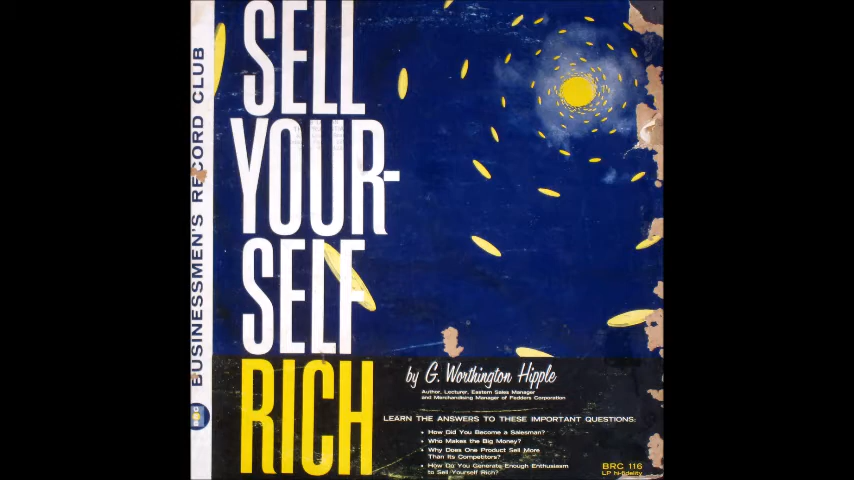 BUSINESSMEN'S RECORD CLUB
SELL
YOUR-
SELF
RICH
by G. Worthington Hipple
Author, Lecturer, Eastern Sales Manager
and Merchandising Manager of Fedders Corporation
LEARN THE ANSWERS TO THESE IMPORTANT QUESTIONS:
How Did You Become a Salesman?
Who Makes the Big Money?
Why Does One Product Sell More
Than Its Competitors?
How Do You Generate Enough Enthusiasm
to Sell Yourself Rich?
BRC 116
LP hi-fidelity